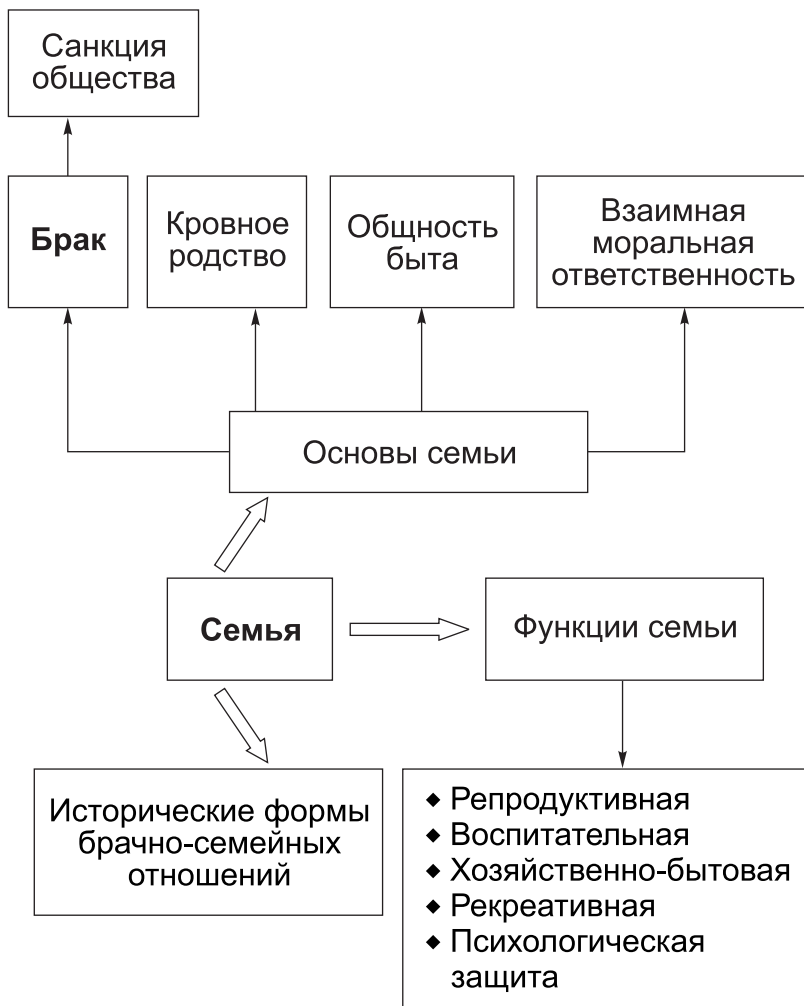 Санкция
общества
Брак
Кровное
родство
Общность
быта
Взаимная
моральная
ответственность
Основы семьи
Семья
Функции семьи
Исторические формы
брачно-семейных
отношений
◆ Репродуктивная
◆ Воспитательная
◆ Хозяйственно-бытовая
◆ Рекреативная
◆ Психологическая
защита